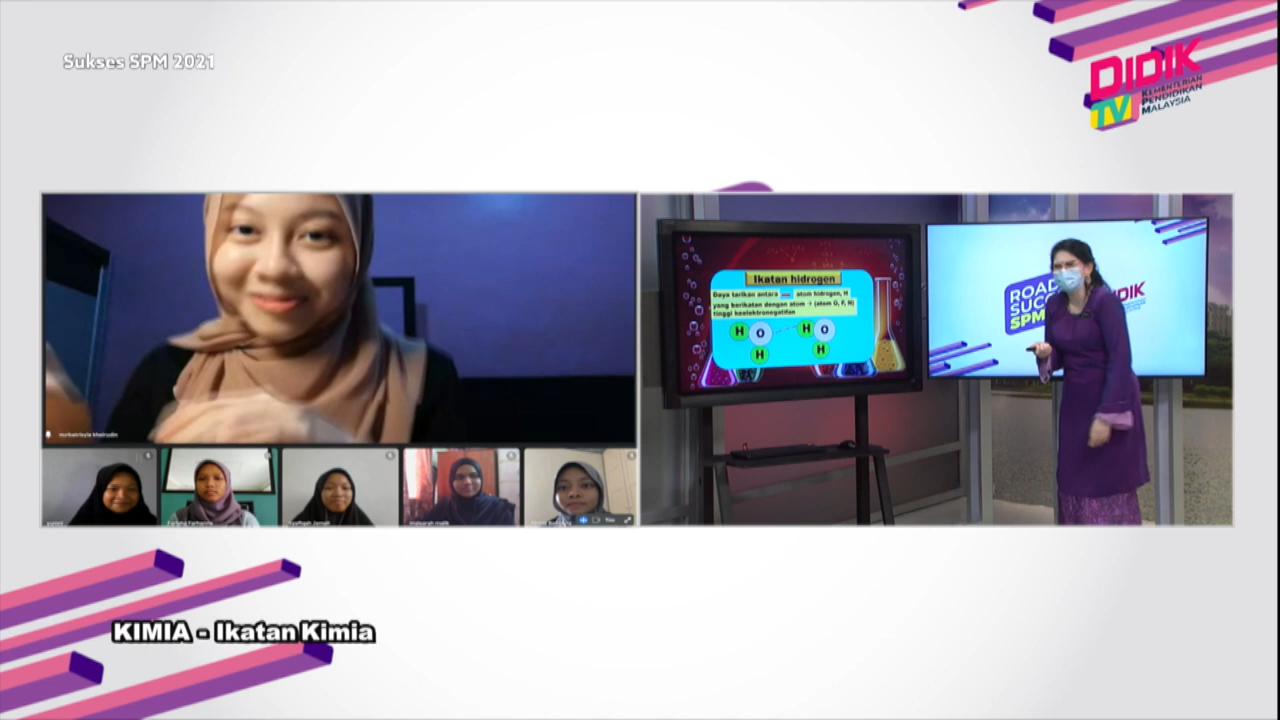 Sukses SPM 2021
DIDIK
TV
KEMENTERIAN
PENDIDIKAN
MALAYSIA
Ikatan hidrogen
Daya tarikan antara atom hidrogen, H
yang berikatan dengan atom → (atom O, F, N)
tinggi keelektronegatifan
H O H O
H H
ROAD
SUCC
SPM
DIDIK
KIMIA - Ikatan Kimia